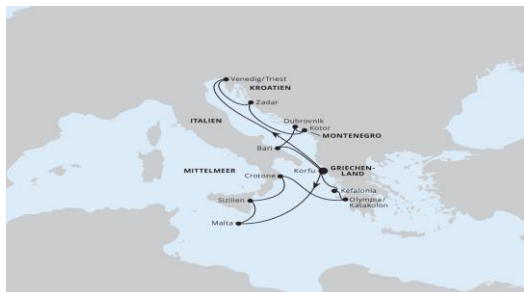 Venedig/Triest
KROATIEN
Zadar
ITALIEN
Dubrovnik
Kotor
MONTENEGRO
Bari
MITTELMEER
Korfu
GRIECHEN-
LAND
Crotone
Kefalonia
Sizilien
Olympia/
Katakolon
Malta